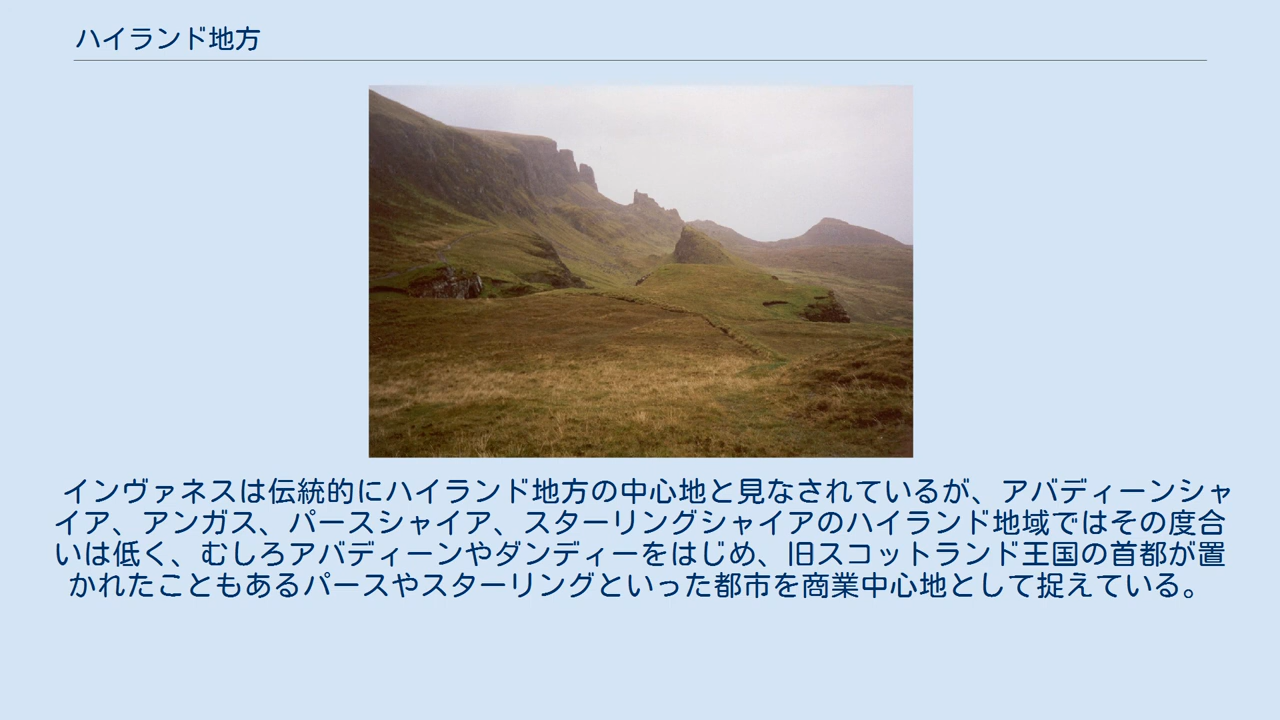 ハイランド地方
インヴァネスは伝統的にハイランド地方の中心地と見なされているが、アバディーンシャ
イア、アンガス、パースシャイア、スターリングシャイアのハイランド地域ではその度合
いは低く、むしろアバディーンやダンディーをはじめ、旧スコットランド王国の首都が置
かれたこともあるパースやスターリングといった都市を商業中心地として捉えている。